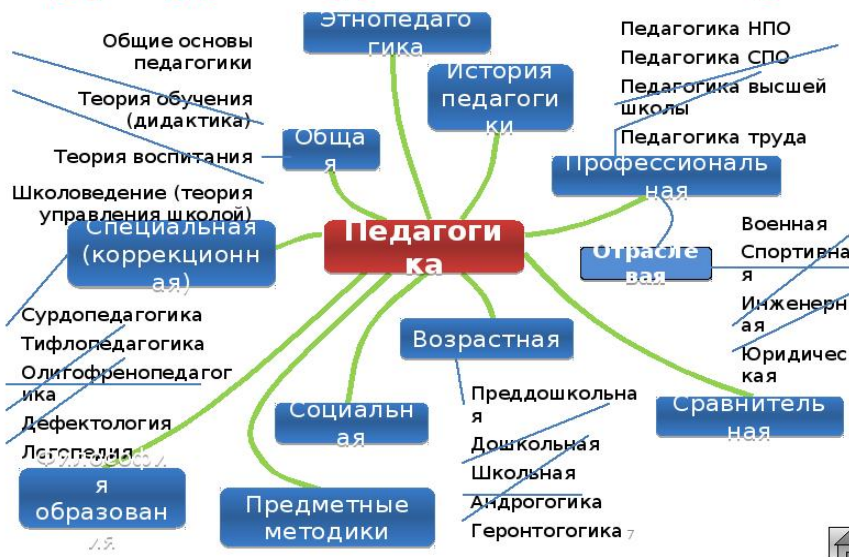 Этнопедаго
гика
История
педагоги
ки
Педагогика НПО
Педагогика СПО
Педагогика высшей
школы
Педагогика труда
Общие основы
педагогики
Теория обучения
(дидактика)
Теория воспитания
Школоведение (теория
управления школой)
Обща
я
Профессиональ
ная
Специальная
(коррекционн
ая)
Педагоги
ка
Отрасле
вая
Военная
Спортивна
я
Инженерн
ая
Юридичес
кая
Сурдопедагогика
Тифлопедагогика
Олигофренопедагог
ика
Дефектология
Логопедия
Возрастная
Преддошкольна
я
Дошкольная
Школьная
Андрогогика
Геронтогогика 7
Социальн
ая
Сравнитель
ная
Философи
я
образован
ия
Предметные
методики